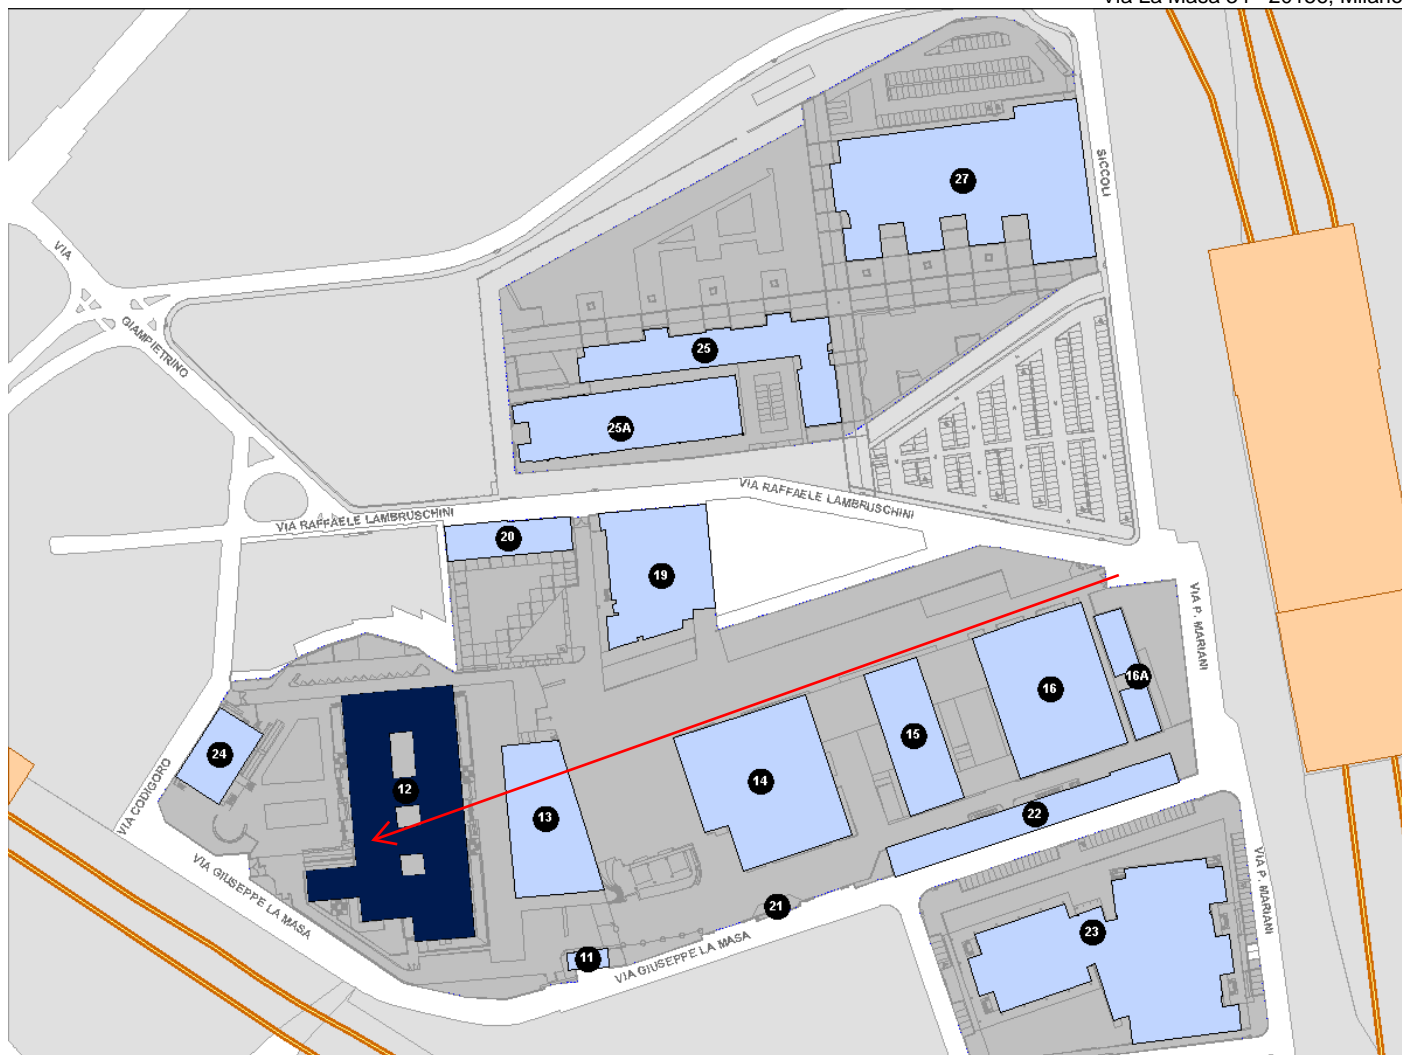 27
SICCOLI
VIA
GIAMPIETRINO
25
25A
VIA RAFFAELE LAMBRUSCHINI
VIA RAFFAELE LAMBRUSCHINI
20
19
VIA P. MARIANI
16
16A
24
15
14
12
13
22
VIA CODIGORO
VIA GIUSEPPE LA MASA
21
VIA P. MARIANI
23
11
VIA GIUSEPPE LA MASA